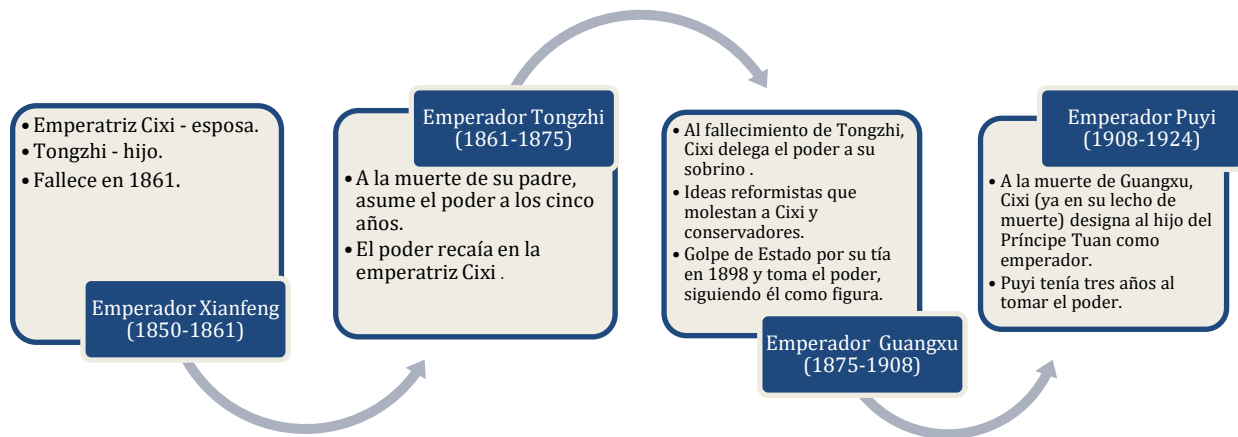 • Emperatriz Cixi - esposa.
• Tongzhi - hijo.
• Fallece en 1861.
Emperador Xianfeng
(1850-1861)
Emperador Tongzhi
(1861-1875)
• A la muerte de su padre,
asume el poder a los cinco
años.
• El poder recaía en la
emperatriz Cixi .
• Al fallecimiento de Tongzhi,
Cixi delega el poder a su
sobrino .
• Ideas reformistas que
molestan a Cixi y
conservadores.
• Golpe de Estado por su tía
en 1898 y toma el poder,
siguiendo él como figura.
Emperador Guangxu
(1875-1908)
Emperador Puyi
(1908-1924)
• A la muerte de Guangxu,
Cixi (ya en su lecho de
muerte) designa al hijo del
Príncipe Tuan como
emperador.
• Puyi tenía tres años al
tomar el poder.